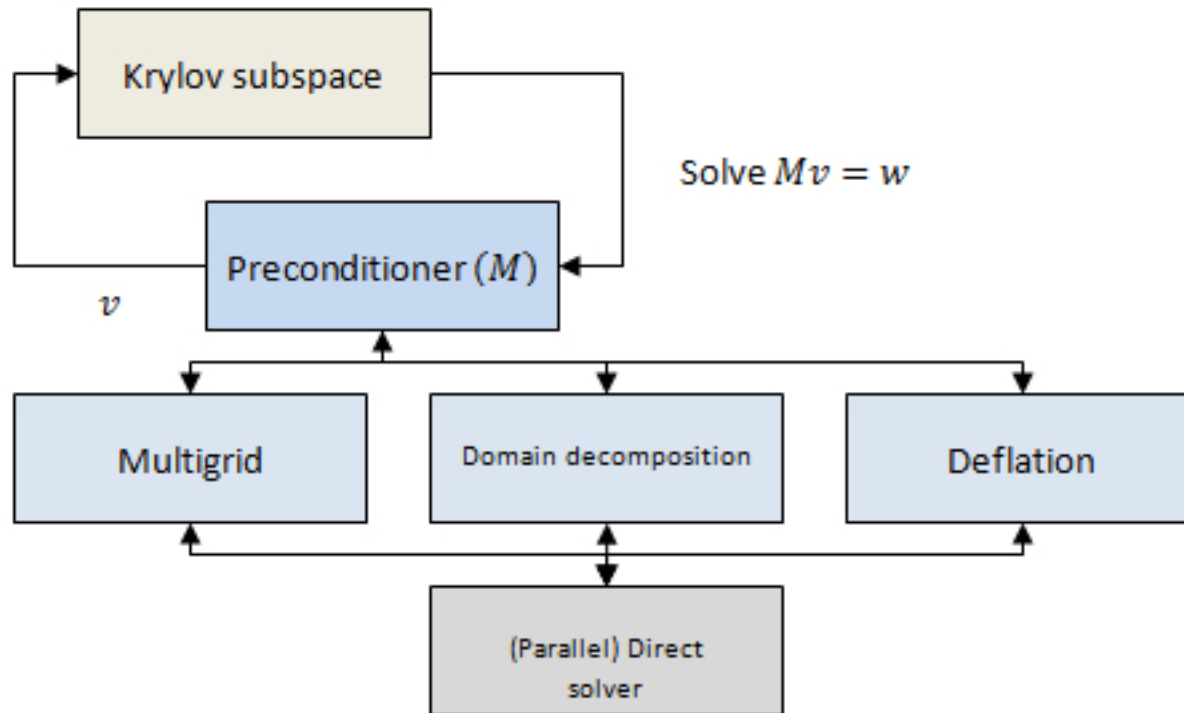 Krylov subspace
Solve Mv = w
Preconditioner (M)
v
Multigrid
Domain decomposition
Deflation
(Parallel) Direct
solver